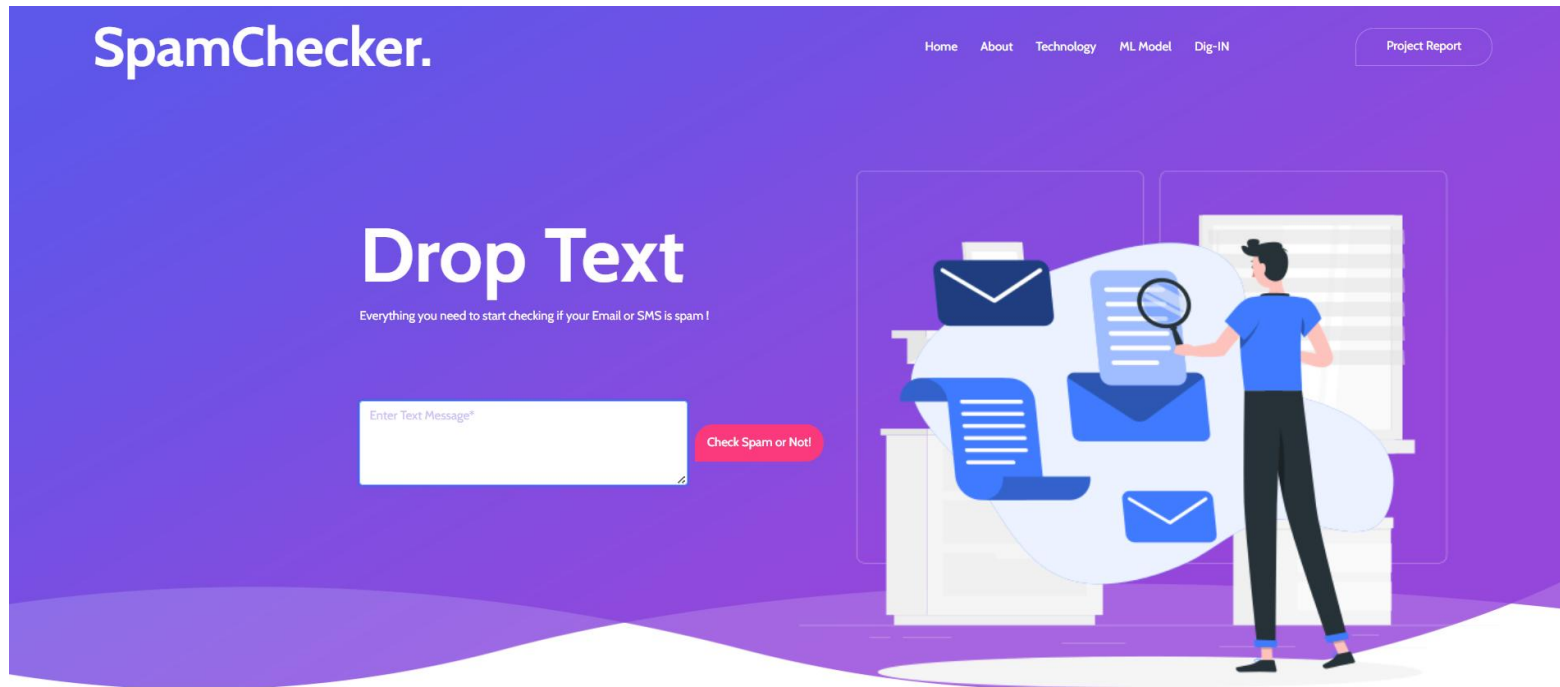 SpamChecker.
Home About Technology ML Model Dig-IN Project Report
Drop Text
Everything you need to start checking if your Email or SMS is spam !
Enter Text Message*
Check Spam or Not!